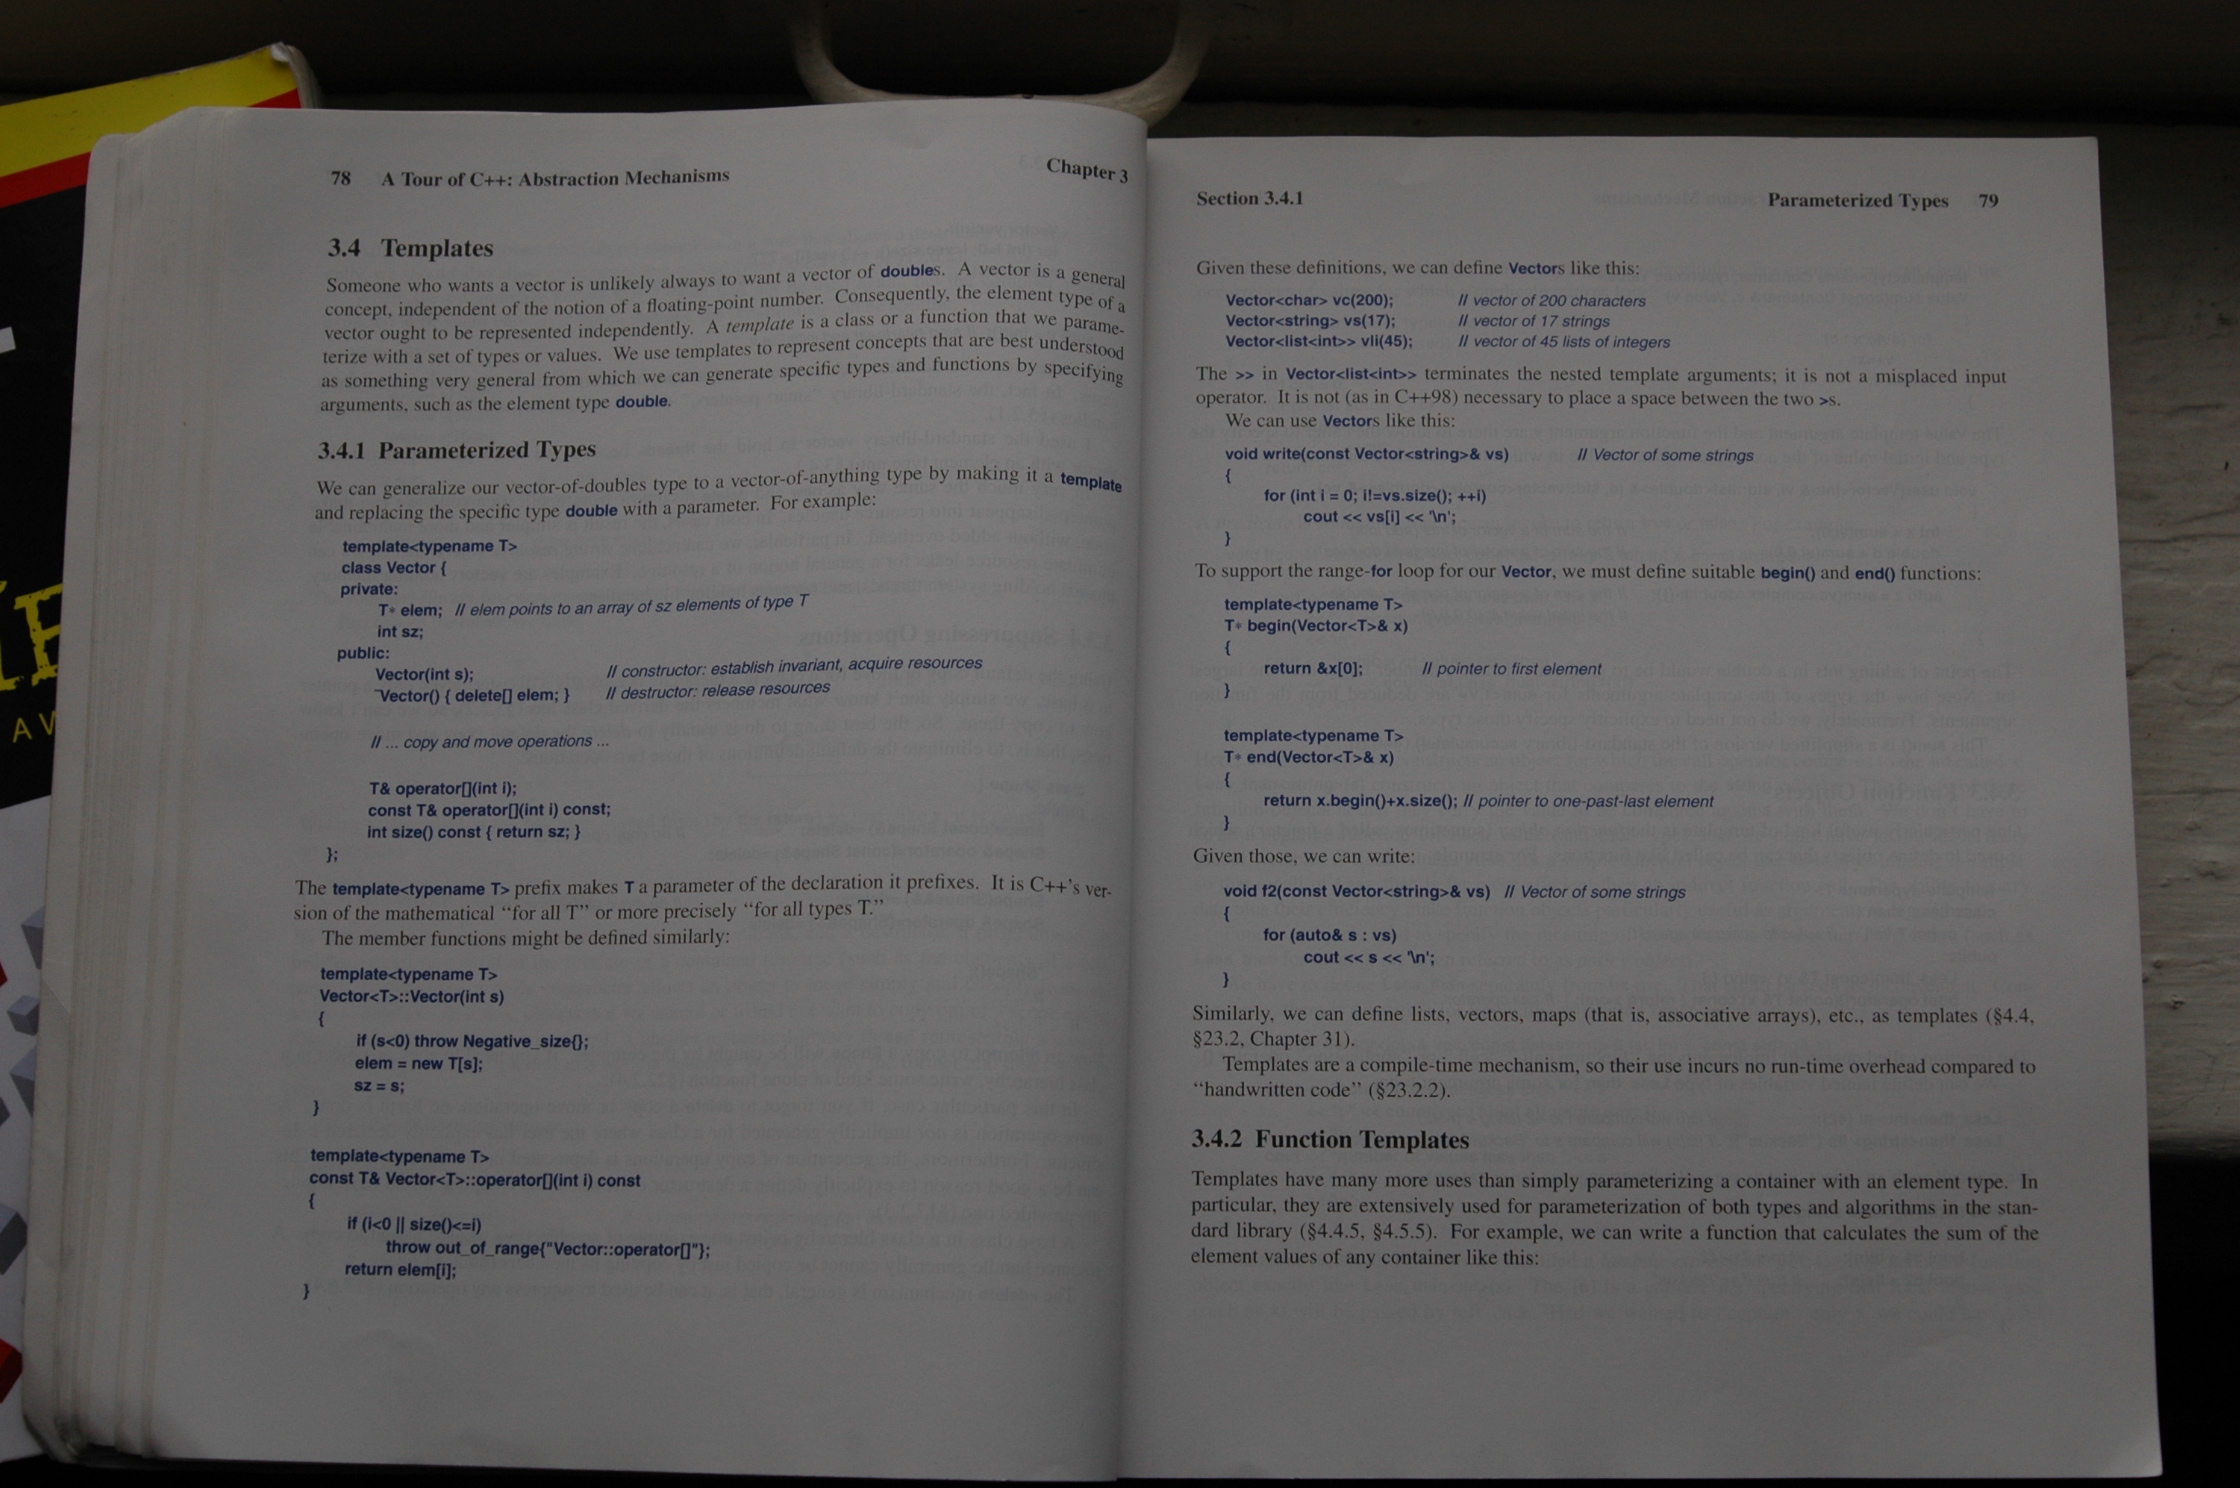 78 A Tour of C++: Abstraction Mechanisms Chapter 3
3.4 Templates
Someone who wants a vector is unlikely always to want a vector of doubles. A vector is a general
concept, independent of the notion of a floating-point number. Consequently, the element type of a
vector ought to be represented independently. A template is a class or a function that we parame-
terize with a set of types or values. We use templates to represent concepts that are best understood
as something very general from which we can generate specific types and functions by specifying
arguments, such as the element type double.
3.4.1 Parameterized Types
We can generalize our vector-of-doubles type to a vector-of-anything type by making it a template
and replacing the specific type double with a parameter. For example:
template<typename T>
class Vector {
private:
T* elem; // elem points to an array of sz elements of type T
int sz;
public:
Vector(int s); // constructor: establish invariant, acquire resources
~Vector() { delete[] elem; } // destructor: release resources
// ... copy and move operations ...
T& operator[](int i);
const T& operator[](int i) const;
int size() const { return sz; }
};
The template<typename T> prefix makes T a parameter of the declaration it prefixes. It is C++'s ver-
sion of the mathematical "for all T" or more precisely "for all types T."
The member functions might be defined similarly:
template<typename T>
Vector<T>::Vector(int s)
{
if (s<0) throw Negative_size{};
elem = new T[s];
sz = s;
}
template<typename T>
const T& Vector<T>::operator[](int i) const
{
if (i<0 || size()<=i)
throw out_of_range{"Vector::operator[]"};
return elem[i];
}
Section 3.4.1 Parameterized Types 79
Given these definitions, we can define Vectors like this:
Vector<char> vc(200); // vector of 200 characters
Vector<string> vs(17); // vector of 17 strings
Vector<list<int>> vli(45); // vector of 45 lists of integers
The >> in Vector<list<int>> terminates the nested template arguments; it is not a misplaced input
operator. It is not (as in C++98) necessary to place a space between the two >s.
We can use Vectors like this:
void write(const Vector<string>& vs) // Vector of some strings
{
for (int i = 0; i!=vs.size(); ++i)
cout << vs[i] << '\n';
}
To support the range-for loop for our Vector, we must define suitable begin() and end() functions:
template<typename T>
T* begin(Vector<T>& x)
{
return &x[0]; // pointer to first element
}
template<typename T>
T* end(Vector<T>& x)
{
return x.begin()+x.size(); // pointer to one-past-last element
}
Given those, we can write:
void f2(const Vector<string>& vs) // Vector of some strings
{
for (auto& s : vs)
cout << s << '\n';
}
Similarly, we can define lists, vectors, maps (that is, associative arrays), etc., as templates (§4.4,
§23.2, Chapter 31).
Templates are a compile-time mechanism, so their use incurs no run-time overhead compared to
"handwritten code" (§23.2.2).
3.4.2 Function Templates
Templates have many more uses than simply parameterizing a container with an element type. In
particular, they are extensively used for parameterization of both types and algorithms in the stan-
dard library (§4.4.5, §4.5.5). For example, we can write a function that calculates the sum of the
element values of any container like this: